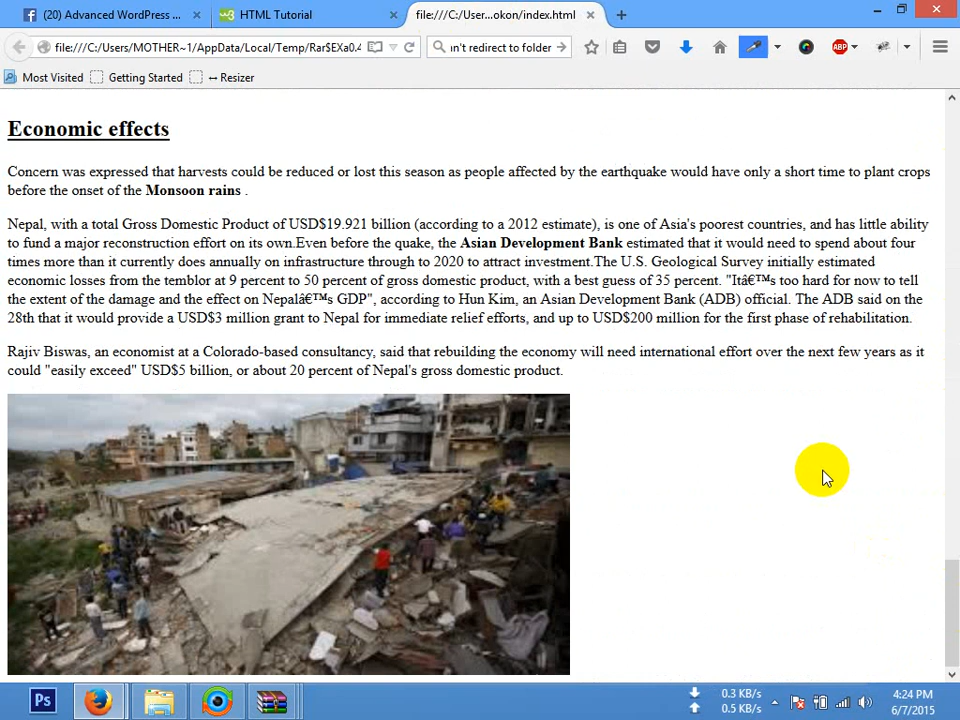 (20) Advanced WordPress ...
HTML Tutorial
file:///C:/User...okon/index.html
file:///C:/Users/MOTHER~1/AppData/Local/Temp/Rar$EXa0.4
ın't redirect to folder
ABP
Most Visited
Getting Started
↔ Resizer
Economic effects
Concern was expressed that harvests could be reduced or lost this season as people affected by the earthquake would have only a short time to plant crops
before the onset of the Monsoon rains .
Nepal, with a total Gross Domestic Product of USD$19.921 billion (according to a 2012 estimate), is one of Asia's poorest countries, and has little ability
to fund a major reconstruction effort on its own.Even before the quake, the Asian Development Bank estimated that it would need to spend about four
times more than it currently does annually on infrastructure through to 2020 to attract investment.The U.S. Geological Survey initially estimated
economic losses from the temblor at 9 percent to 50 percent of gross domestic product, with a best guess of 35 percent. "Itâ€™s too hard for now to tell
the extent of the damage and the effect on Nepalâ€™s GDP", according to Hun Kim, an Asian Development Bank (ADB) official. The ADB said on the
28th that it would provide a USD$3 million grant to Nepal for immediate relief efforts, and up to USD$200 million for the first phase of rehabilitation.
Rajiv Biswas, an economist at a Colorado-based consultancy, said that rebuilding the economy will need international effort over the next few years as it
could "easily exceed" USD$5 billion, or about 20 percent of Nepal's gross domestic product.
Ps
0.3 KB/s
0.5 KB/s
4:24 PM
6/7/2015